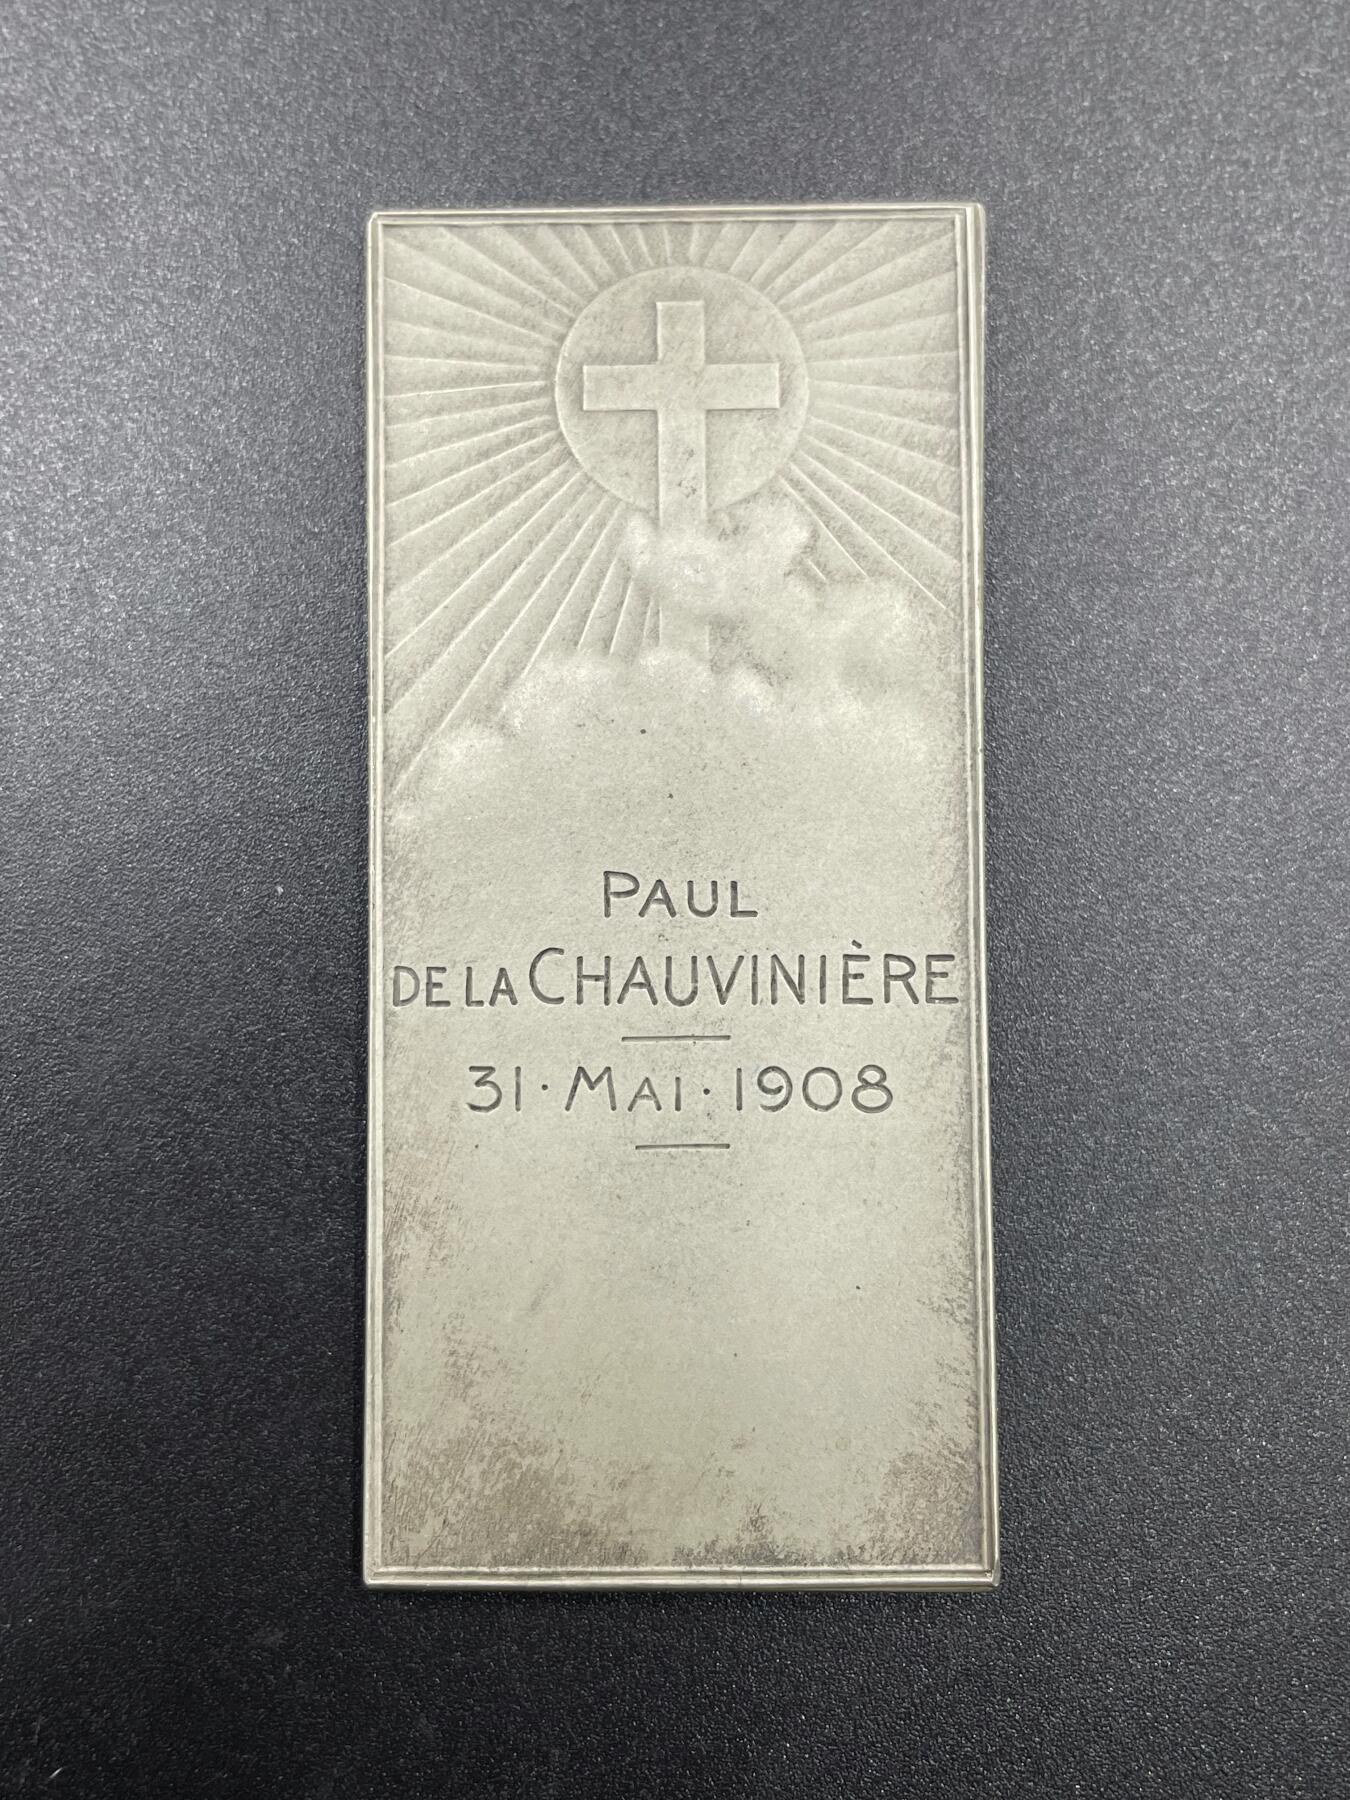 PAUL
DE LA CHAUVINIÈRE
31 · MAI · 1908